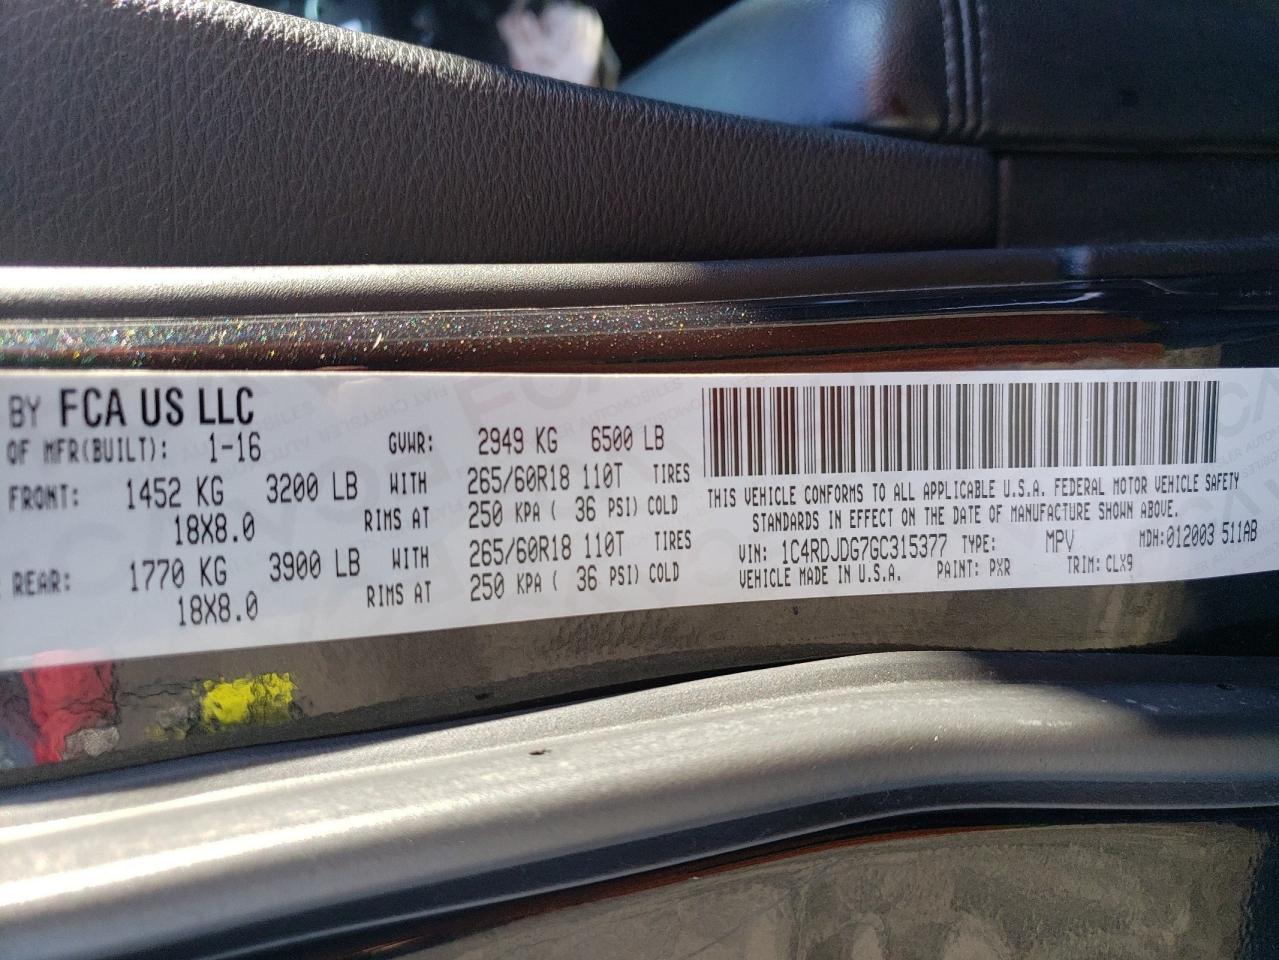 BY FCA US LLC
OF MFR(BUILT): 1-16 GVWR: 2949 KG 6500 LB
FRONT: 1452 KG 3200 LB WITH 265/60R18 110T TIRES
18X8.0 RIMS AT 250 KPA ( 36 PSI) COLD
REAR: 1770 KG 3900 LB WITH 265/60R18 110T TIRES
18X8.0 RIMS AT 250 KPA ( 36 PSI) COLD
THIS VEHICLE CONFORMS TO ALL APPLICABLE U.S.A. FEDERAL MOTOR VEHICLE SAFETY
STANDARDS IN EFFECT ON THE DATE OF MANUFACTURE SHOWN ABOVE.
VIN: 1C4RDJDG7GC315377 TYPE: MPV MDH: 012003 511AB
VEHICLE MADE IN U.S.A. PAINT: PXR TRIM: CLX9